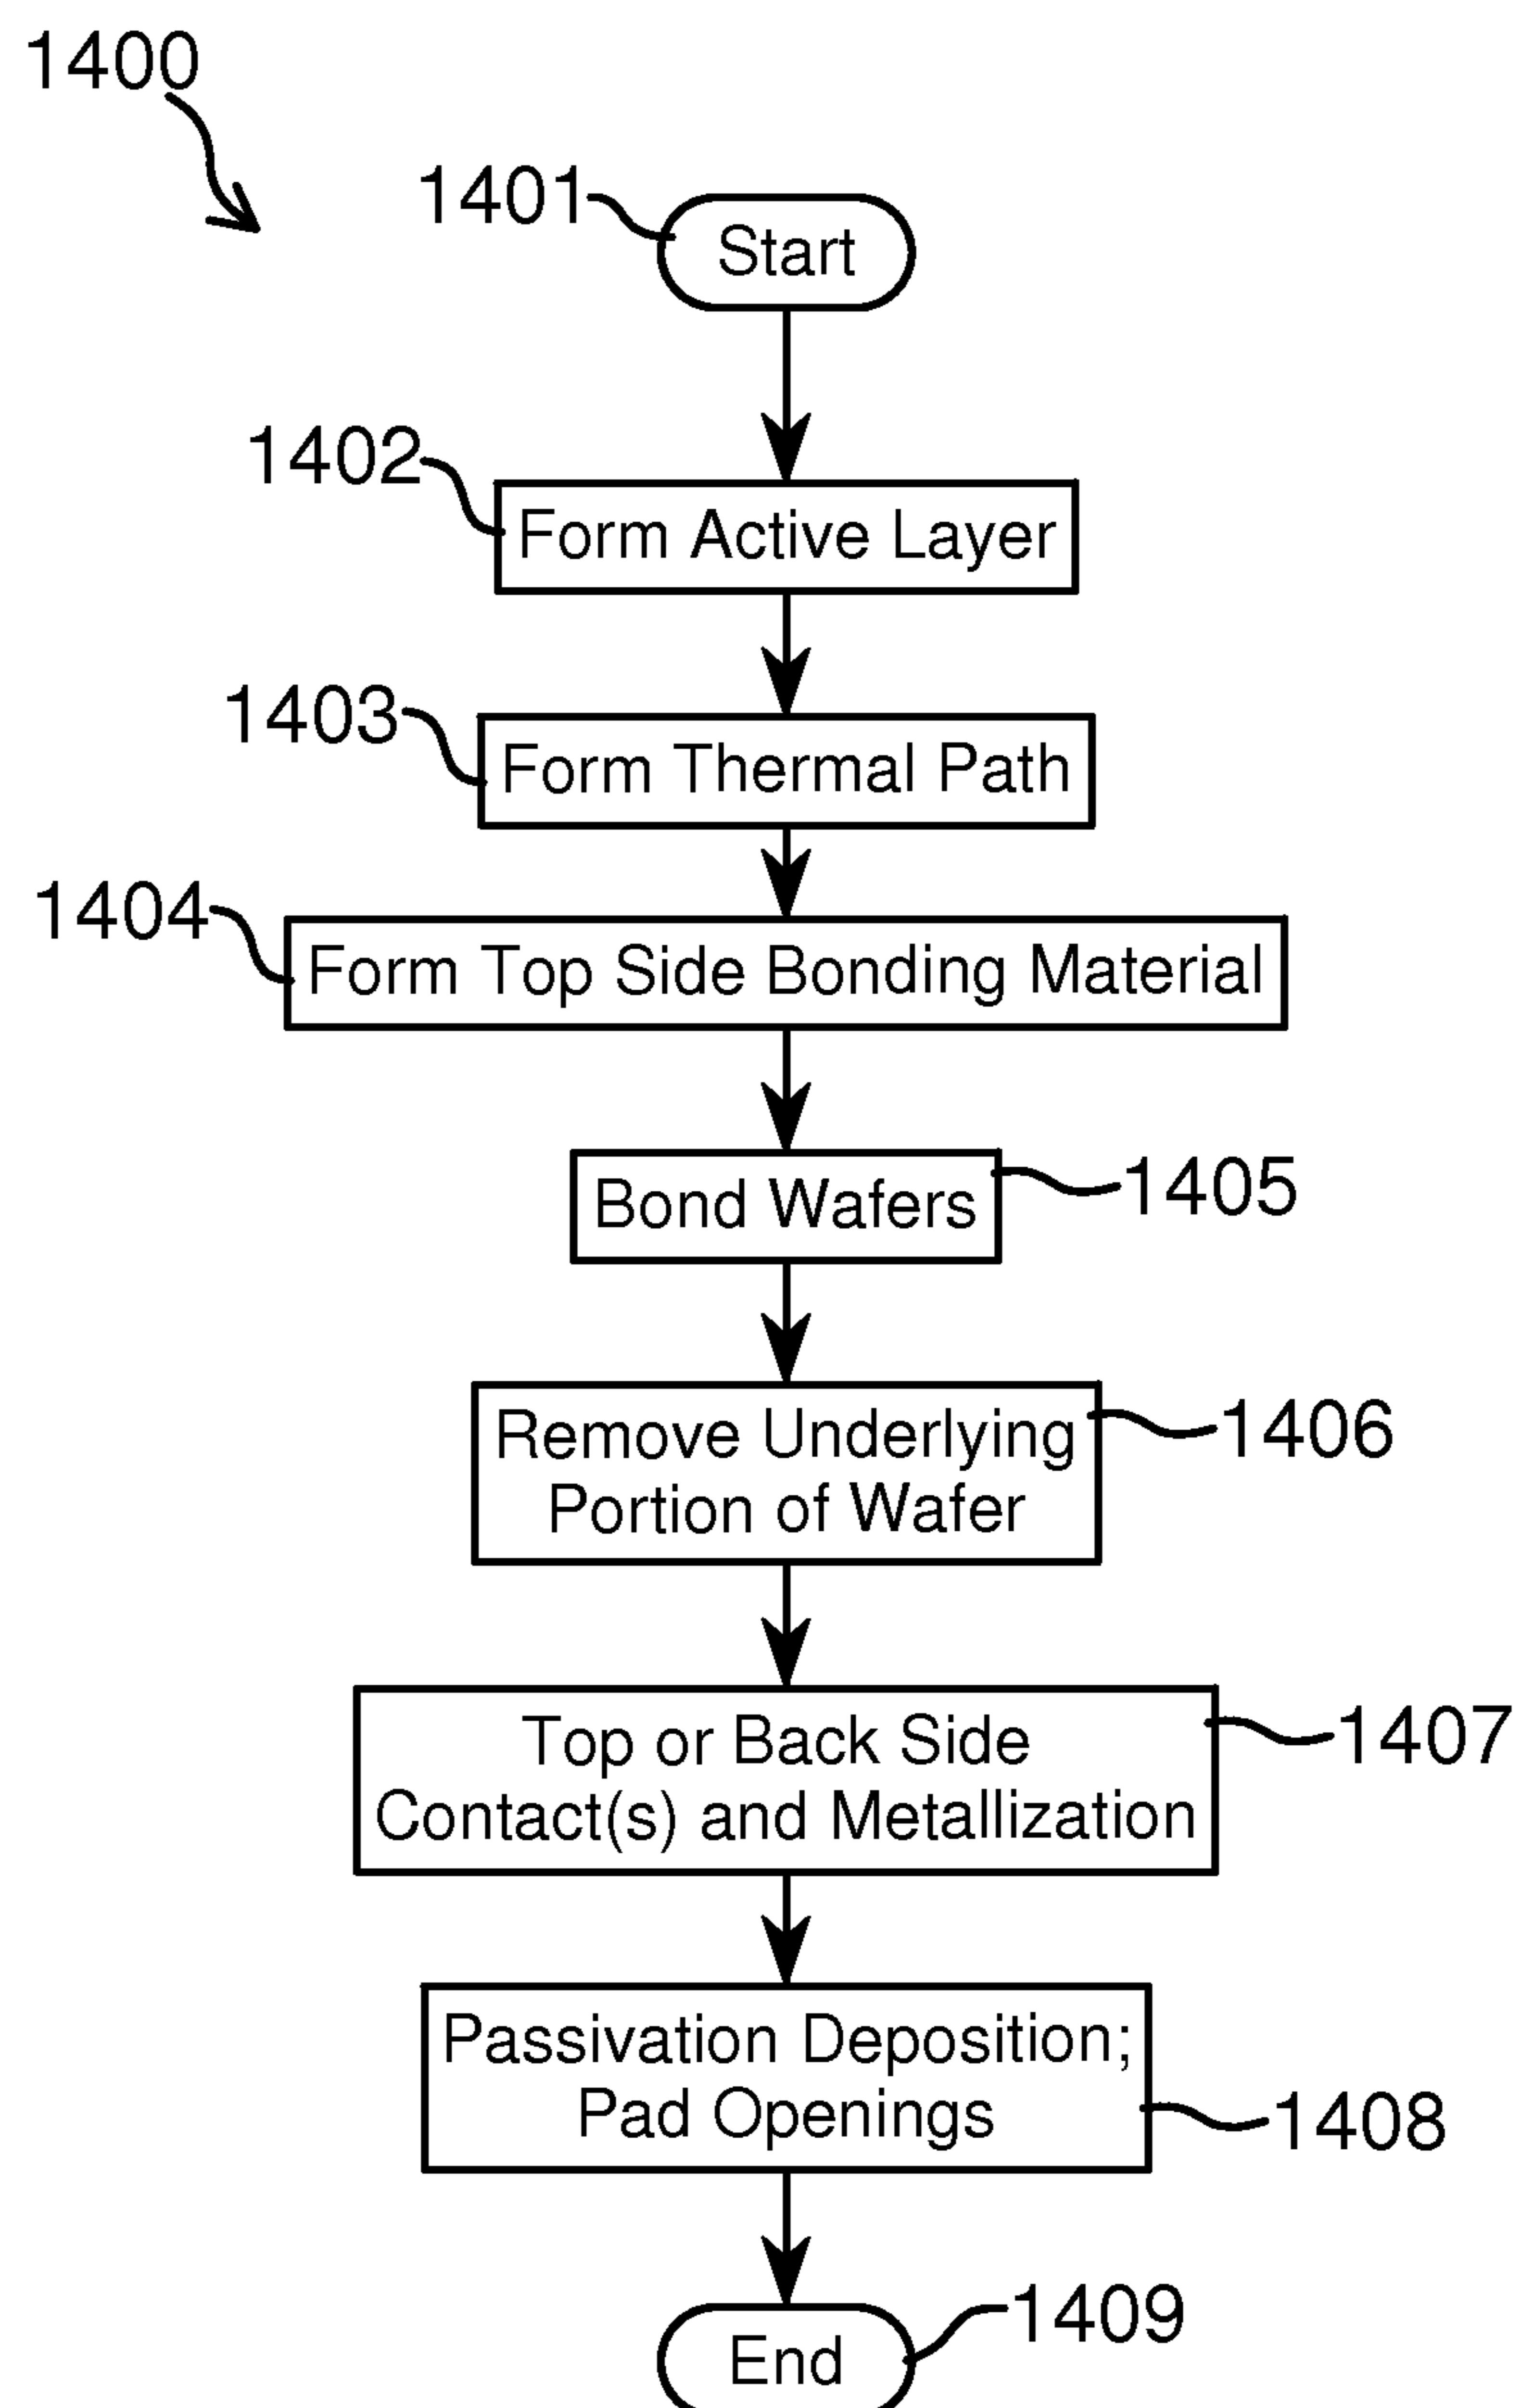 1400
1401
Start
1402
Form Active Layer
1403
Form Thermal Path
1404
Form Top Side Bonding Material
Bond Wafers
1405
Remove Underlying
Portion of Wafer
1406
Top or Back Side
Contact(s) and Metallization
1407
Passivation Deposition;
Pad Openings
1408
1409
End